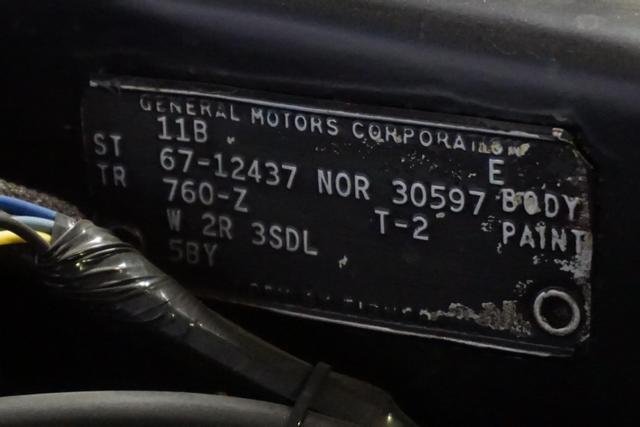 GENERAL MOTORS CORPORATION
11B E
ST 67-12437 NOR 30597 BODY
TR 760-Z T-2 PAINT
W 2R 3SDL
5BY